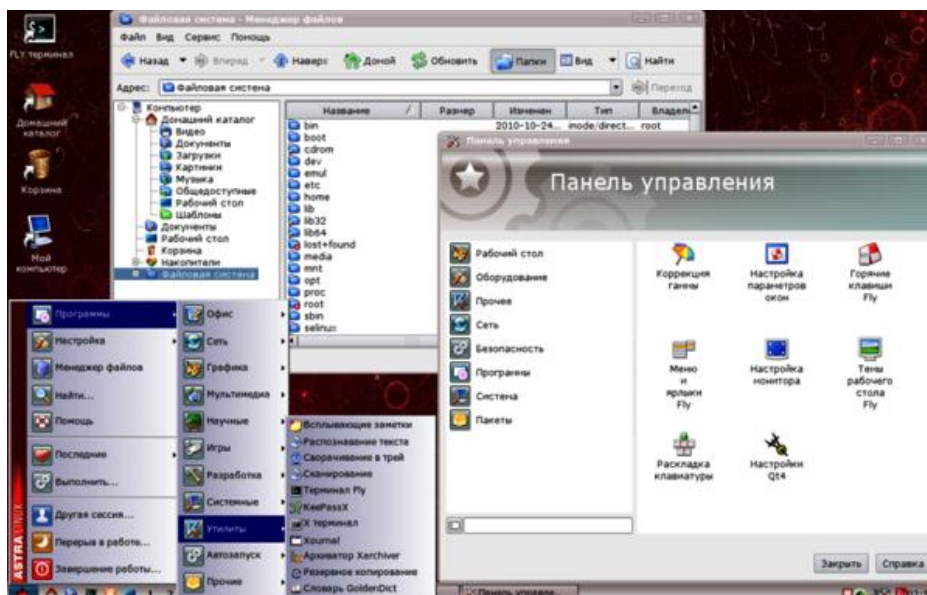 FLY терминал
Домашний
каталог
Корзина
Мой
компьютер
Файловая система - Менеджер файлов
Файл Вид Сервис Помощь
Назад Вперед Наверх Домой Обновить Папки Вид Найти
Адрес: Файловая система Переход
Компьютер
Домашний каталог
Видео
Документы
Загрузки
Картинки
Музыка
Общедоступные
Рабочий стол
Шаблоны
Документы
Рабочий стол
Корзина
Накопители
Файловая система
Название / Размер Изменен Тип Владел
bin 2010-10-24... inode/direct... root
boot
cdrom
dev
emul
etc
home
lib
lib32
lib64
lost+found
media
mnt
opt
proc
root
sbin
selinux
Панель управления
Панель управления
Рабочий стол
Оборудование
Прочее
Сеть
Безопасность
Программы
Система
Пакеты
Коррекция
гаммы
Настройка
параметров
окон
Горячие
клавиши
Fly
Меню
и
ярлыки
Fly
Настройка
монитора
Темы
рабочего
стола
Fly
Раскладка
клавиатуры
Настройки
Qt4
Закрыть Справка
ASTRALINUX
Программы
Настройка
Менеджер файлов
Найти...
Помощь
Последние
Выполнить...
Другая сессия...
Перерыв в работе...
Завершение работы...
Офис
Сеть
Графика
Мультимедиа
Научные
Игры
Разработка
Системные
Утилиты
Автозапуск
Прочие
Всплывающие заметки
Распознавание текста
Сворачивание в трей
Сканирование
Терминал Fly
KeePassX
X терминал
Xournal
Архиватор Xarchiver
Резервное копирование
Словарь GoldenDict
1 2
Панель управле...